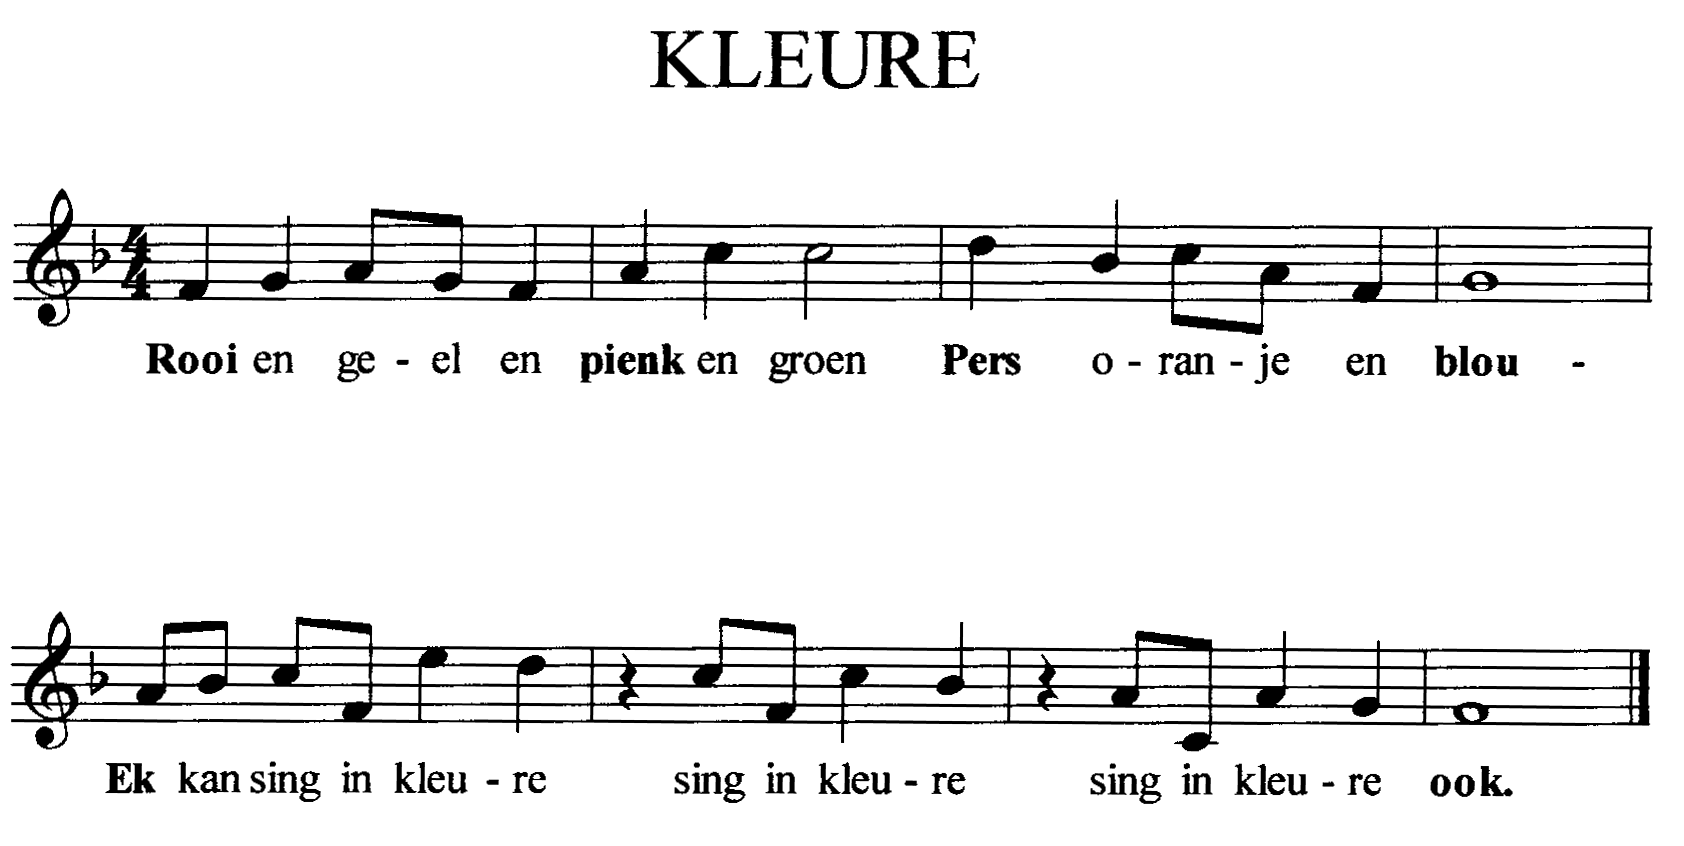 KLEURE
4/4
Rooi en ge - el en pienk en groen Pers o - ran - je en blou -
Ek kan sing in kleu - re sing in kleu - re sing in kleu - re ook.